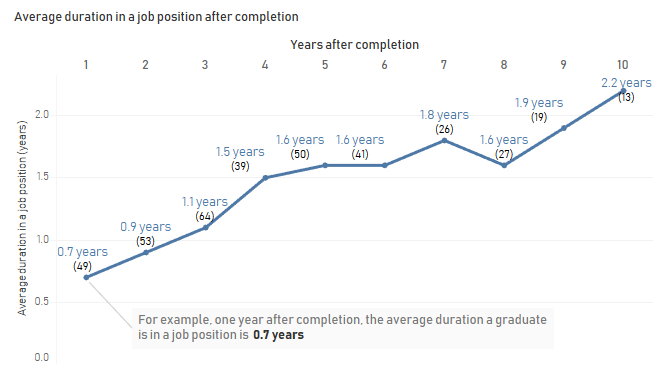 Average duration in a job position after completion
Years after completion
1 2 3 4 5 6 7 8 9 10
2.2 years
(13)
1.9 years
(19)
1.8 years
(26)
1.6 years
(27)
1.6 years
(41)
1.6 years
(50)
1.5 years
(39)
1.1 years
(64)
0.9 years
(53)
0.7 years
(49)
Average duration in a job position (years)
2.0
1.5
1.0
0.5
0.0
For example, one year after completion, the average duration a graduate
is in a job position is 0.7 years